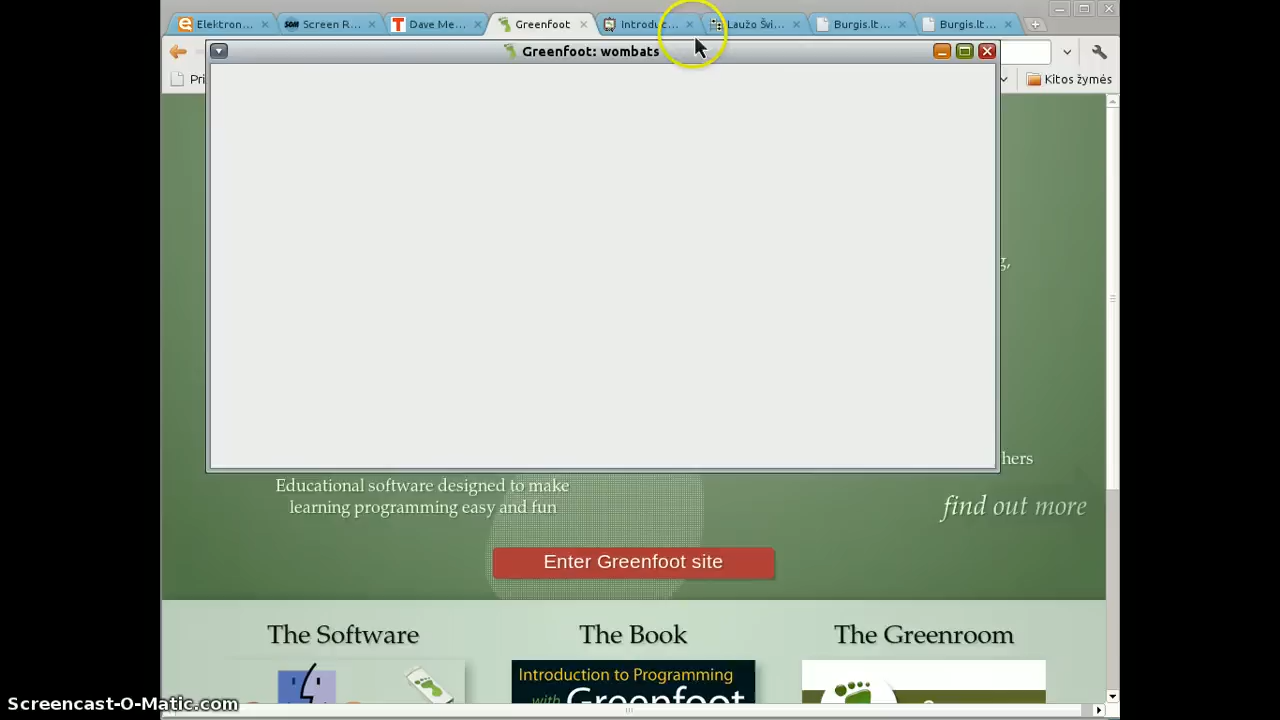 Elektron...
Screen R...
Dave Me...
Greenfoot
Introduc...
Laužo Švi...
Burgis.lt...
Burgis.lt...
Greenfoot: wombats
Pri
Kitos žymės
g,
hers
Educational software designed to make
learning programming easy and fun
find out more
Enter Greenfoot site
The Software
The Book
The Greenroom
Introduction to Programming
with Greenfoot
Screencast-O-Matic.com